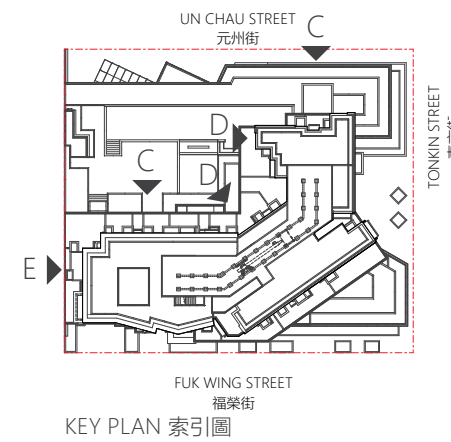 UN CHAU STREET
元州街
C
TONKIN STREET
D
C
D
E
FUK WING STREET
福榮街
KEY PLAN 索引圖